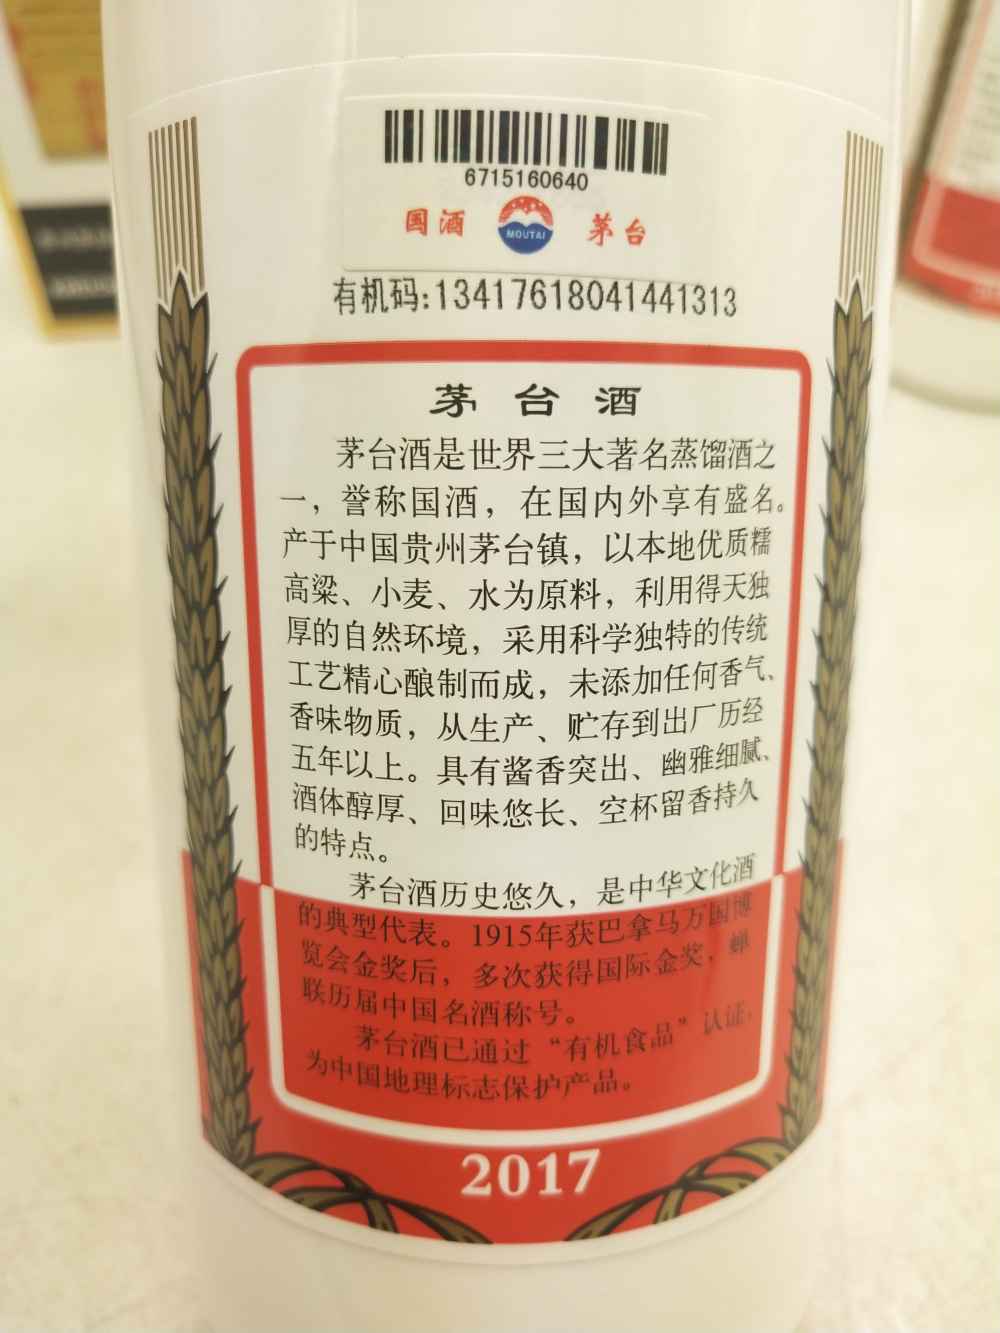 6715160640
国酒 MOUTAI 茅台
有机码:13417618041441313
茅台酒
茅台酒是世界三大著名蒸馏酒之
一，誉称国酒，在国内外享有盛名。
产于中国贵州茅台镇，以本地优质糯
高粱、小麦、水为原料，利用得天独
厚的自然环境，采用科学独特的传统
工艺精心酿制而成，未添加任何香气、
香味物质，从生产、贮存到出厂历经
五年以上。具有酱香突出、幽雅细腻、
酒体醇厚、回味悠长、空杯留香持久
的特点。
茅台酒历史悠久，是中华文化酒
的典型代表。1915年获巴拿马万国博
览会金奖后，多次获得国际金奖，蝉
联历届中国名酒称号。
茅台酒已通过“有机食品”认证，
为中国地理标志保护产品。
2017